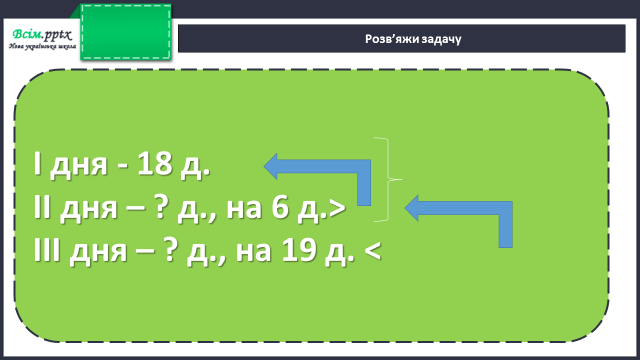 Всім.pptx
Нова українська школа
Розв’яжи задачу
І дня - 18 д.
ІІ дня – ? д., на 6 д.>
ІІІ дня – ? д., на 19 д. <